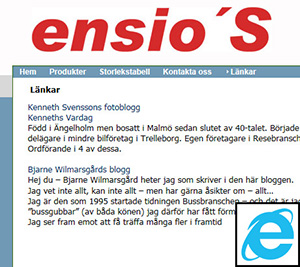 ensio´S
Hem Produkter Storlekstabell Kontakta oss Länkar
Länkar
Kenneth Svenssons fotoblogg
Kenneths Vardag
Född i Ängelholm men bosatt i Malmö sedan slutet av 40-talet. Började
delägare i mindre bilföretag i Trelleborg. Egen företagare i Resebransch
Ordförande i 4 av dessa.
Bjarne Wilmarsgårds blogg
Hej du – Bjarne Wilmarsgård heter jag som skriver i den här bloggen.
Jag vet inte allt, kan inte allt – men har gärna åsikter om – allt...
Jag är den som 1995 startade tidningen Bussbranschen – och det är ja
"bussgubbar" (av båda könen) jag därför har fått förm
Jag ser fram emot att få träffa många fler i framtid